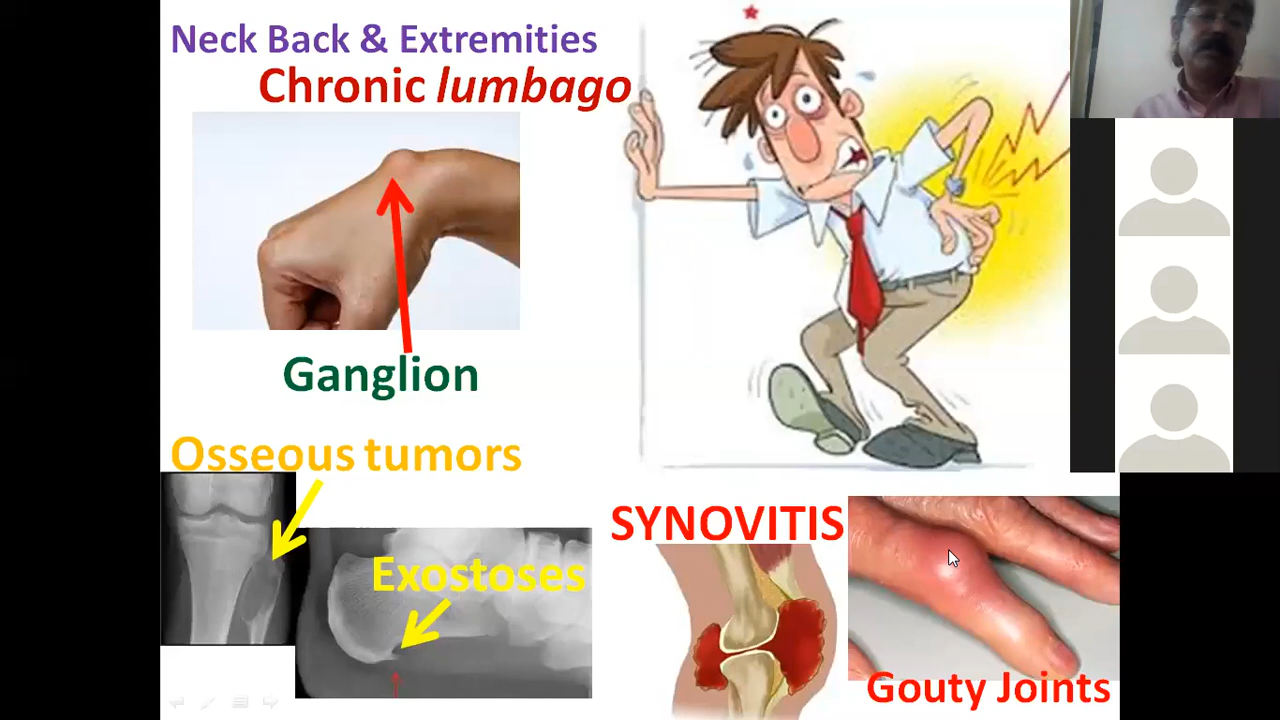 Neck Back & Extremities
Chronic lumbago
Ganglion
Osseous tumors
Exostoses
SYNOVITIS
Gouty Joints